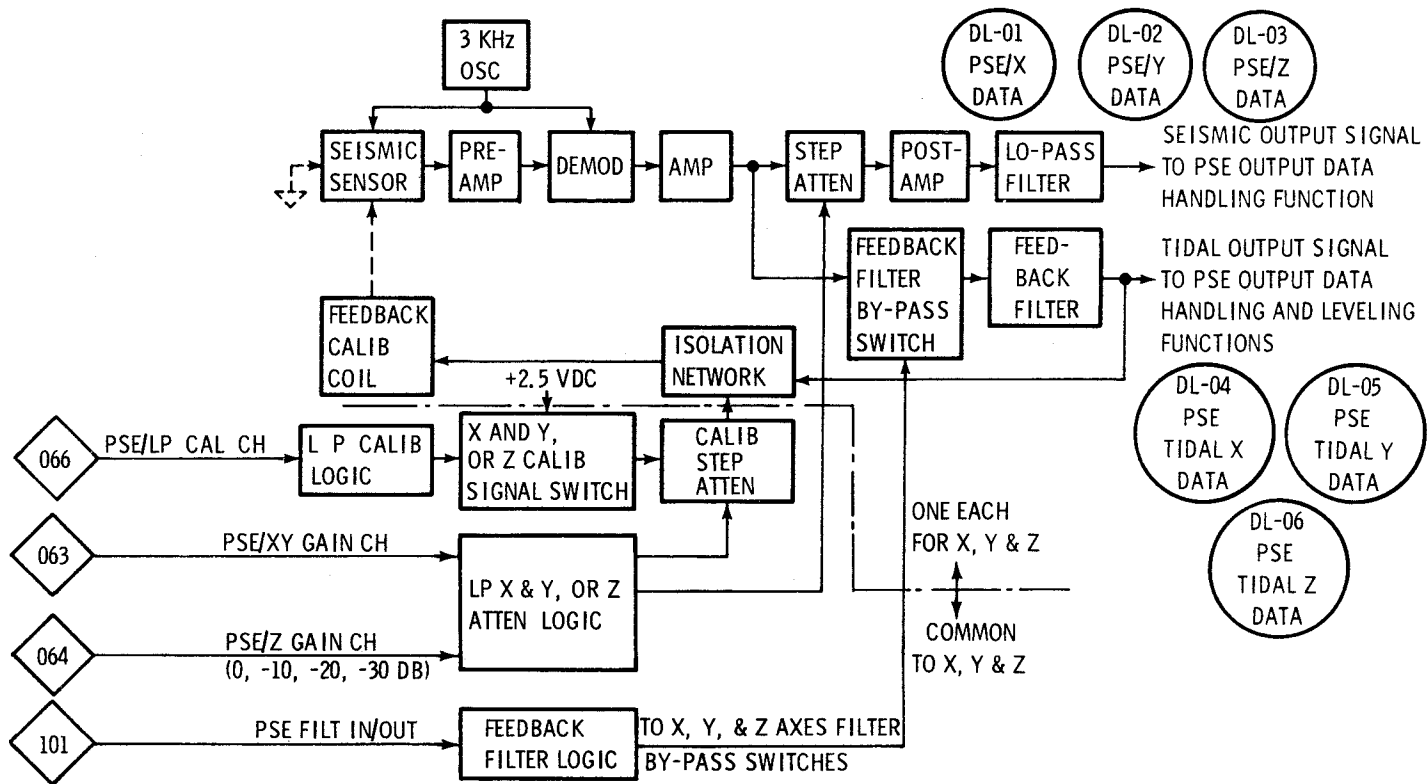 3 KHz
OSC
DL-01
PSE/X
DATA
DL-02
PSE/Y
DATA
DL-03
PSE/Z
DATA
SEISMIC
SENSOR
PRE-
AMP
DEMOD
AMP
STEP
ATTEN
POST-
AMP
LO-PASS
FILTER
SEISMIC OUTPUT SIGNAL
TO PSE OUTPUT DATA
HANDLING FUNCTION
FEEDBACK
FILTER
BY-PASS
SWITCH
FEED-
BACK
FILTER
TIDAL OUTPUT SIGNAL
TO PSE OUTPUT DATA
HANDLING AND LEVELING
FUNCTIONS
FEEDBACK
CALIB
COIL
+2.5 VDC
ISOLATION
NETWORK
DL-04
PSE
TIDAL X
DATA
DL-05
PSE
TIDAL Y
DATA
DL-06
PSE
TIDAL Z
DATA
066
PSE/LP CAL CH
L P CALIB
LOGIC
X AND Y,
OR Z CALIB
SIGNAL SWITCH
CALIB
STEP
ATTEN
063
PSE/XY GAIN CH
LP X & Y, OR Z
ATTEN LOGIC
ONE EACH
FOR X, Y & Z
COMMON
TO X, Y & Z
064
PSE/Z GAIN CH
(0, -10, -20, -30 DB)
101
PSE FILT IN/OUT
FEEDBACK
FILTER LOGIC
TO X, Y, & Z AXES FILTER
BY-PASS SWITCHES